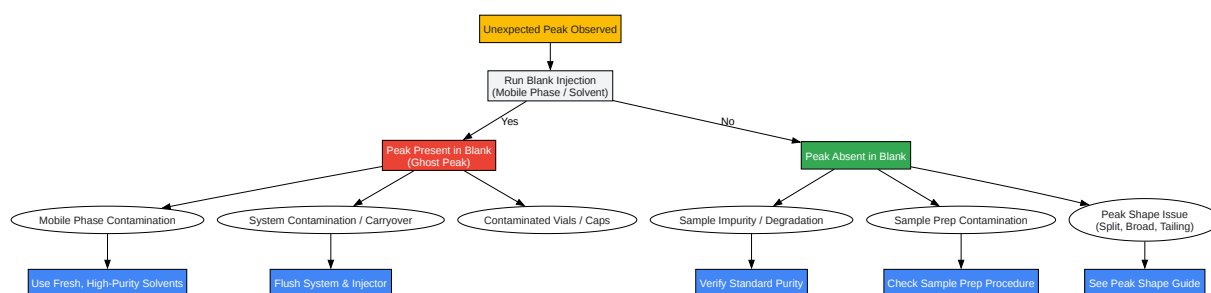 Unexpected Peak Observed
Run Blank Injection
(Mobile Phase / Solvent)
Yes
No
Peak Present in Blank
(Ghost Peak)
Peak Absent in Blank
Mobile Phase Contamination
System Contamination / Carryover
Contaminated Vials / Caps
Sample Impurity / Degradation
Sample Prep Contamination
Peak Shape Issue
(Split, Broad, Tailing)
Use Fresh, High-Purity Solvents
Flush System & Injector
Verify Standard Purity
Check Sample Prep Procedure
See Peak Shape Guide